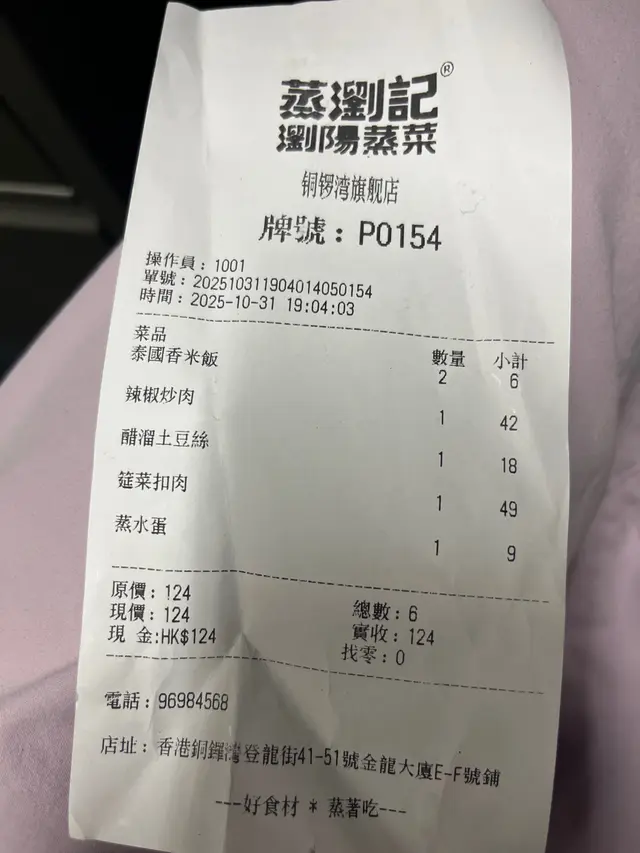 蒸瀏記®
瀏陽蒸菜
铜锣湾旗舰店
牌號：P0154
操作員：1001
單號：202510311904014050154
時間：2025-10-31 19:04:03
菜品 數量 小計
泰國香米飯 2 6
辣椒炒肉 1 42
醋溜土豆絲 1 18
筵菜扣肉 1 49
蒸水蛋 1 9
原價：124 總數：6
現價：124 實收：124
現 金:HK$124 找零：0
電話：96984568
店址：香港銅鑼灣登龍街41-51號金龍大廈E-F號鋪
---好食材 * 蒸著吃---